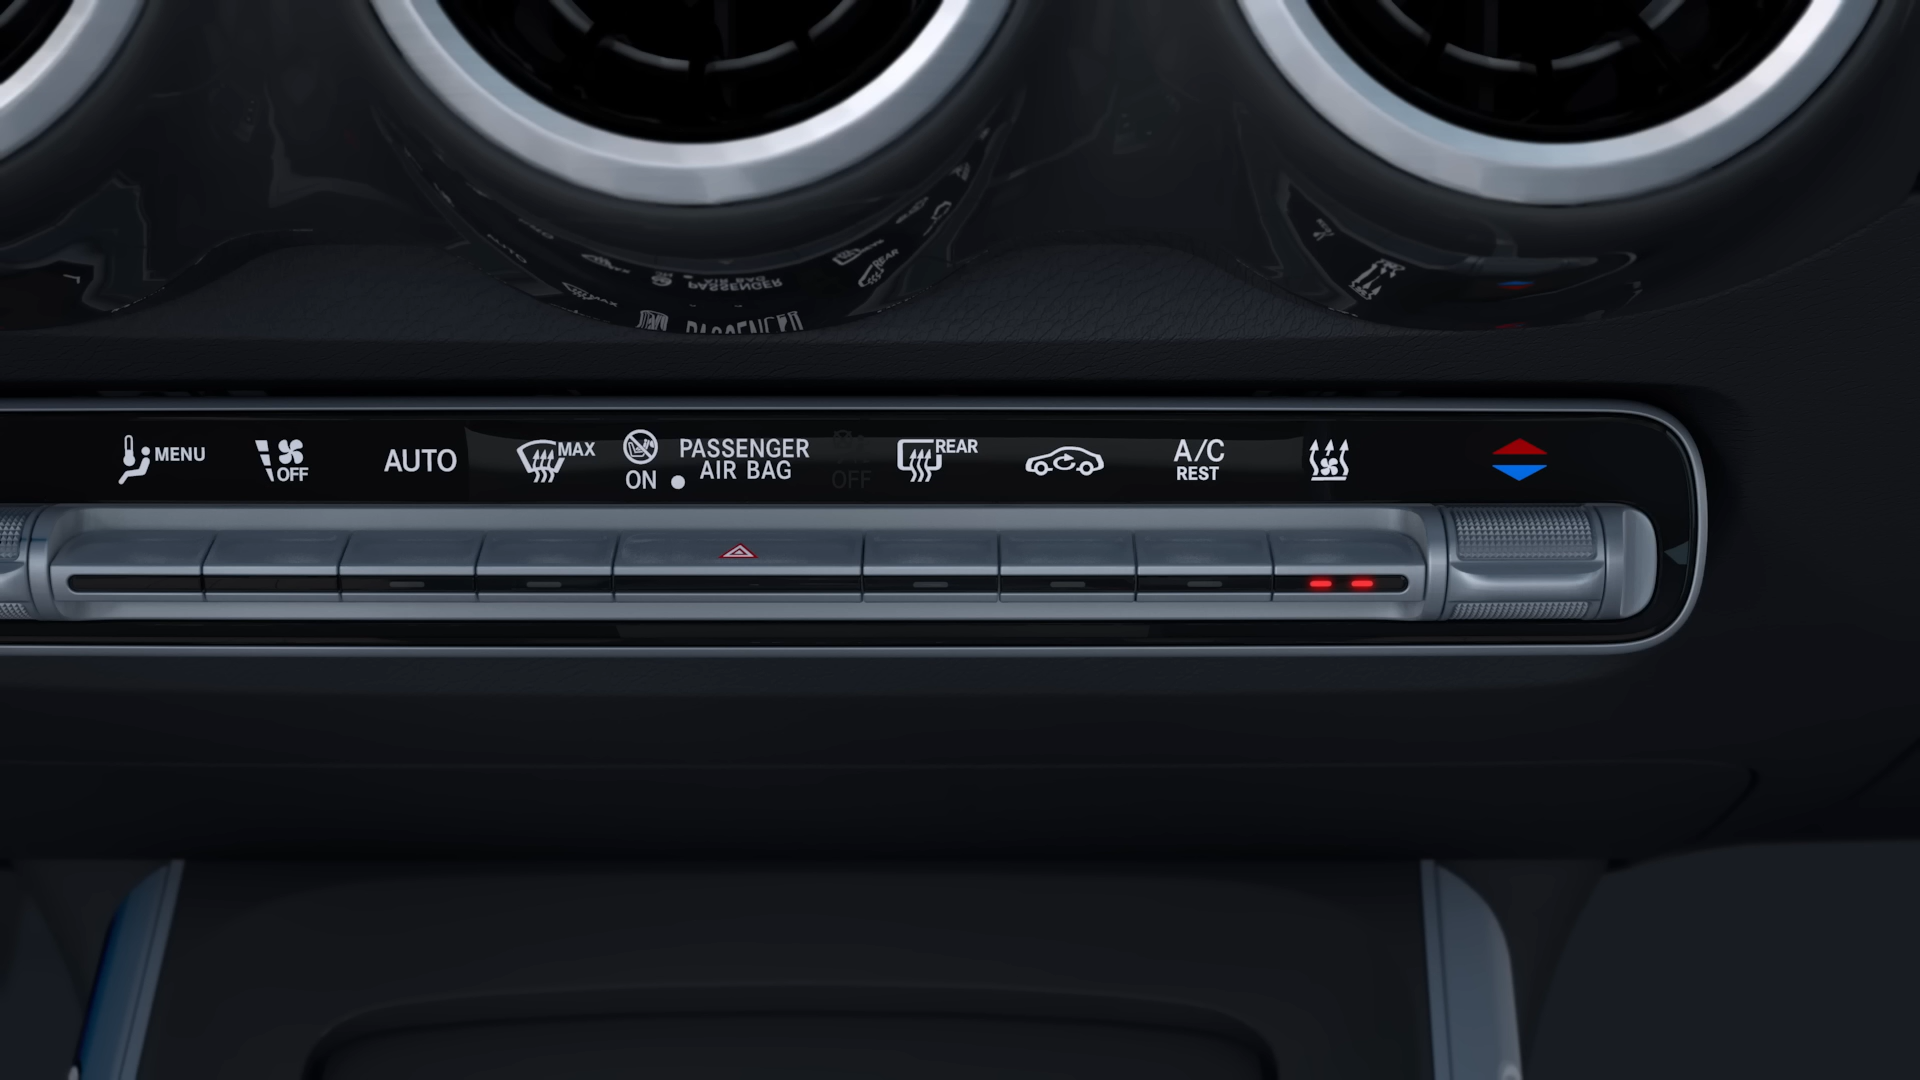 MENU
OFF
AUTO
MAX
ON
PASSENGER
AIR BAG
OFF
REAR
A/C
REST